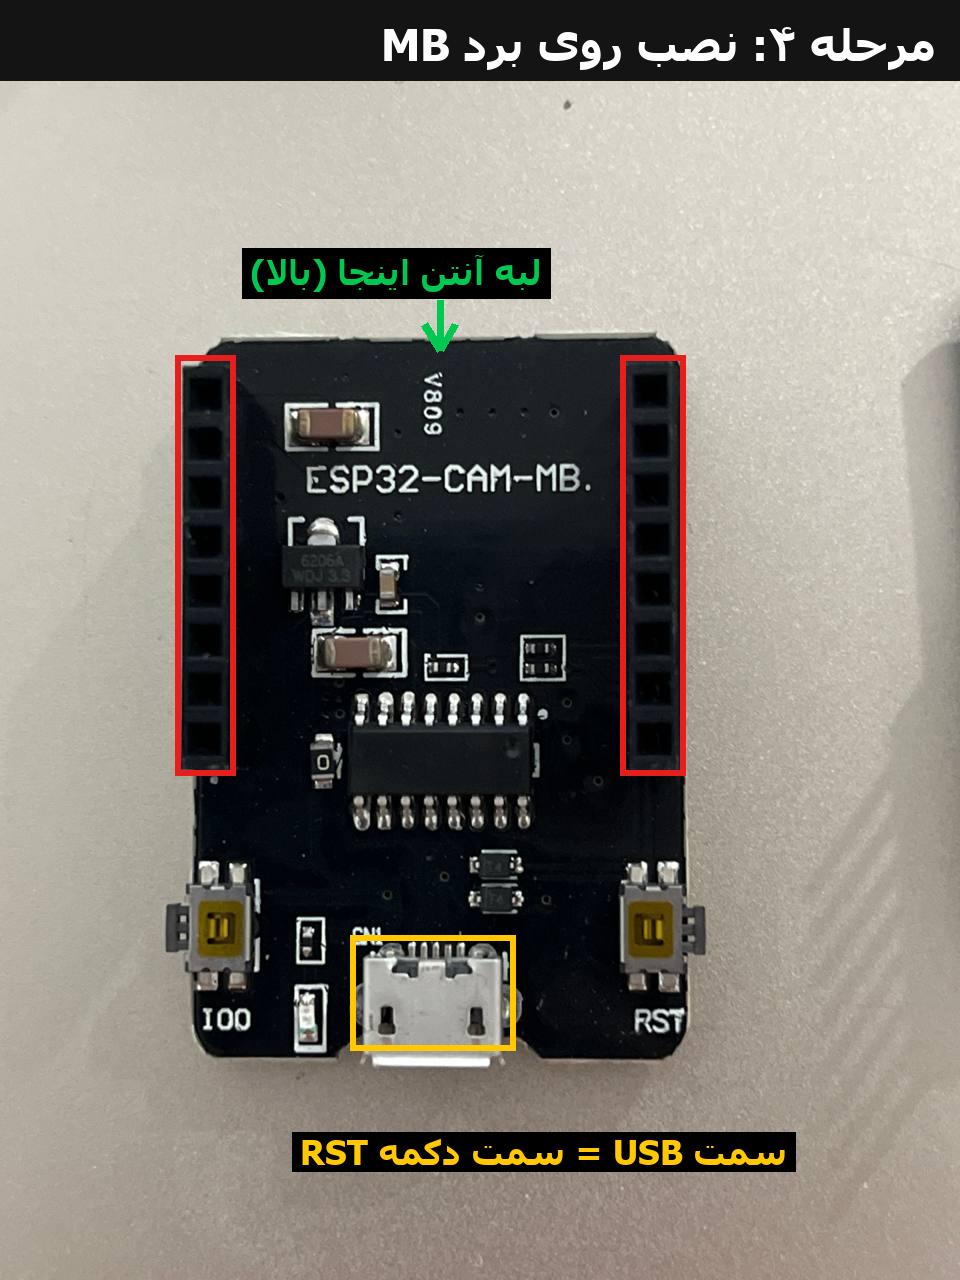 مرحله ۴: نصب روی برد MB
لبه آنتن اینجا (بالا)
V809
ESP32-CAM-MB.
6206A
WDJ 3.3
0
CN1
IO0
RST
سمت USB = سمت دکمه RST